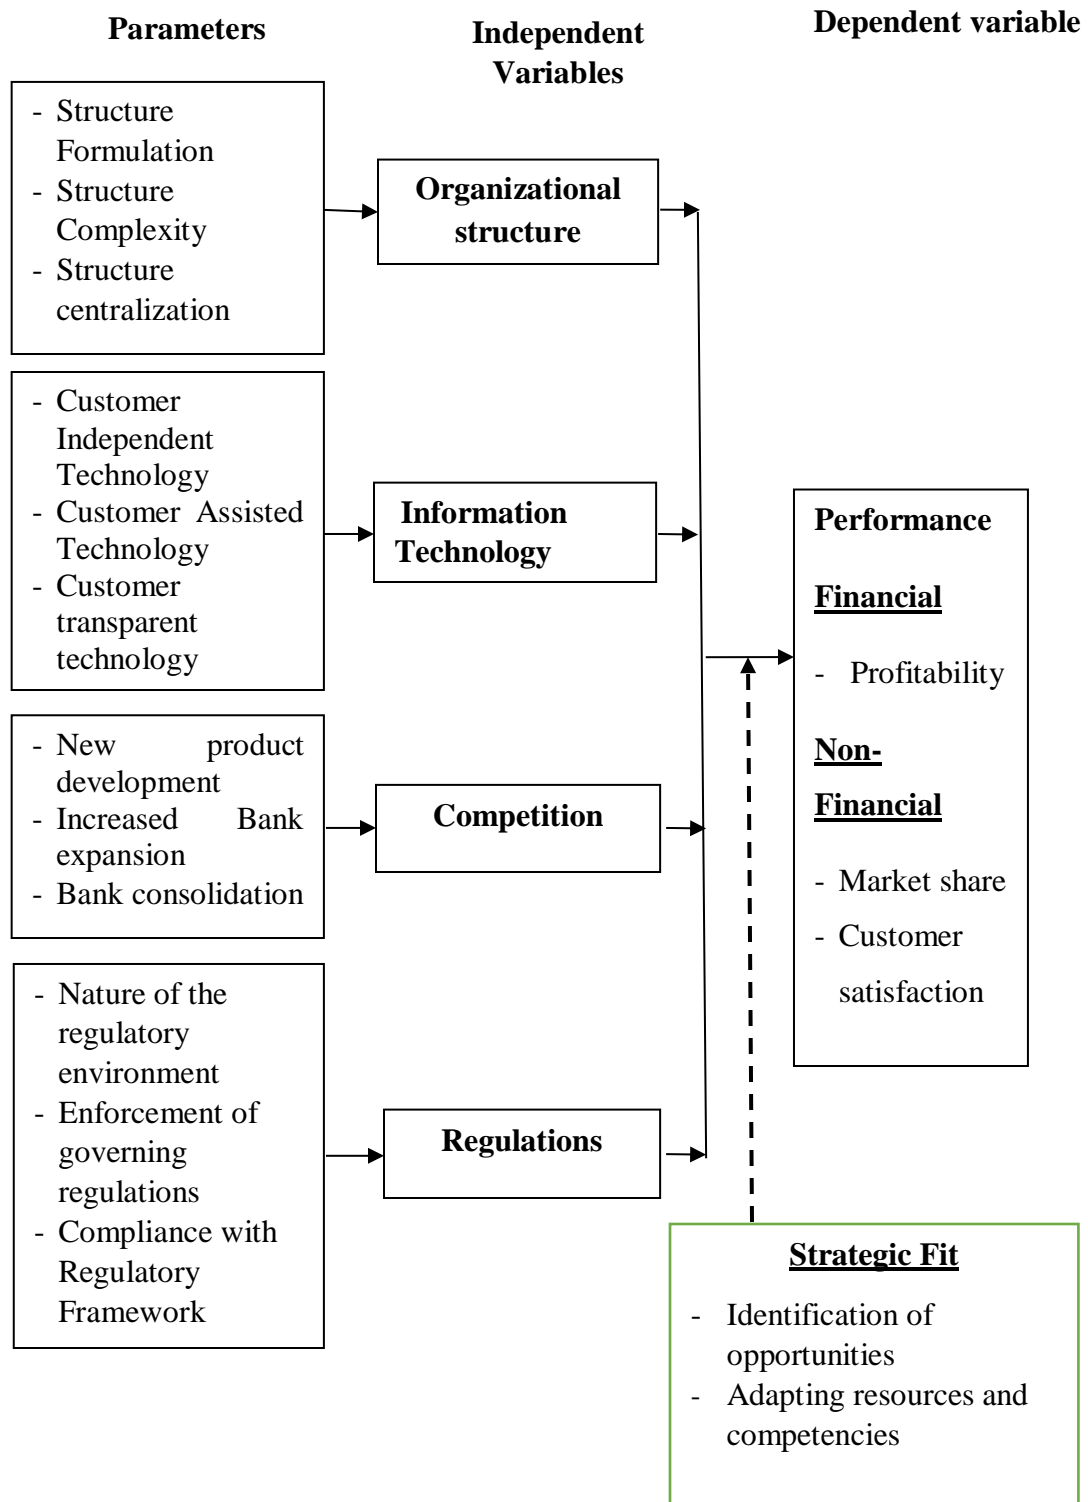 Parameters
Independent
Variables
Dependent variable
- Structure
Formulation
- Structure
Complexity
- Structure
centralization
Organizational
structure
- Customer
Independent
Technology
- Customer Assisted
Technology
- Customer
transparent
technology
Information
Technology
- New product
development
- Increased Bank
expansion
- Bank consolidation
Competition
- Nature of the
regulatory
environment
- Enforcement of
governing
regulations
- Compliance with
Regulatory
Framework
Regulations
Performance
Financial
- Profitability
Non-
Financial
- Market share
- Customer
satisfaction
Strategic Fit
- Identification of
opportunities
- Adapting resources and
competencies